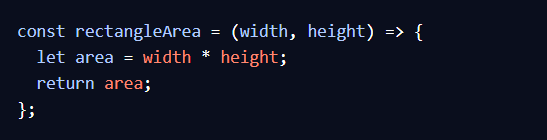 const rectangleArea = (width, height) => {
  let area = width * height;
  return area;
};